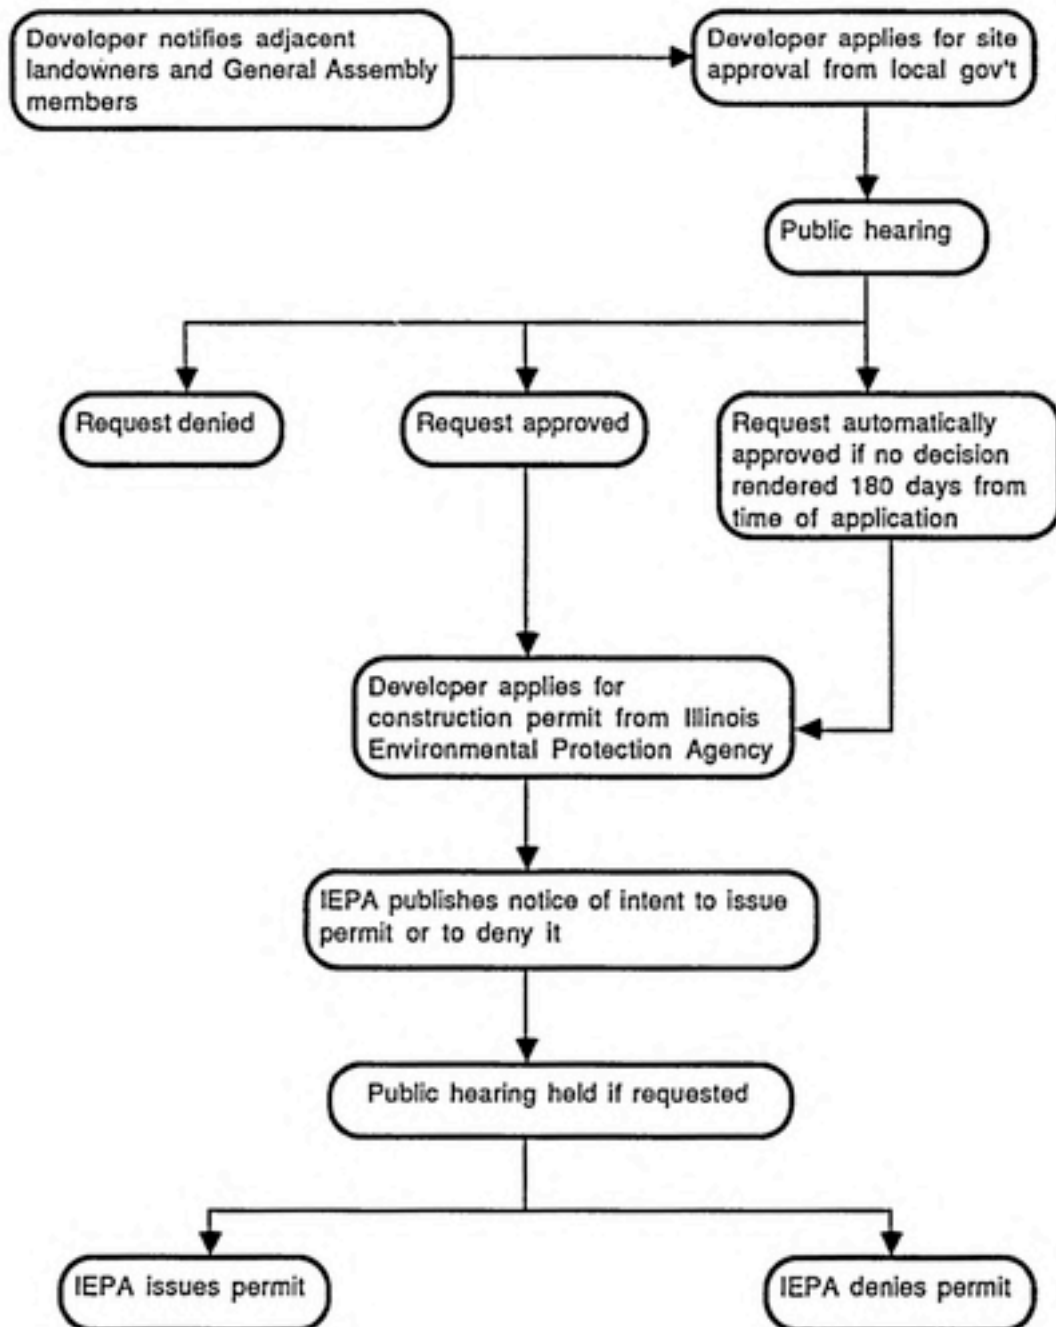 Developer notifies adjacent
landowners and General Assembly
members
Developer applies for site
approval from local gov't
Public hearing
Request denied
Request approved
Request automatically
approved if no decision
rendered 180 days from
time of application
Developer applies for
construction permit from Illinois
Environmental Protection Agency
IEPA publishes notice of intent to issue
permit or to deny it
Public hearing held if requested
IEPA issues permit
IEPA denies permit